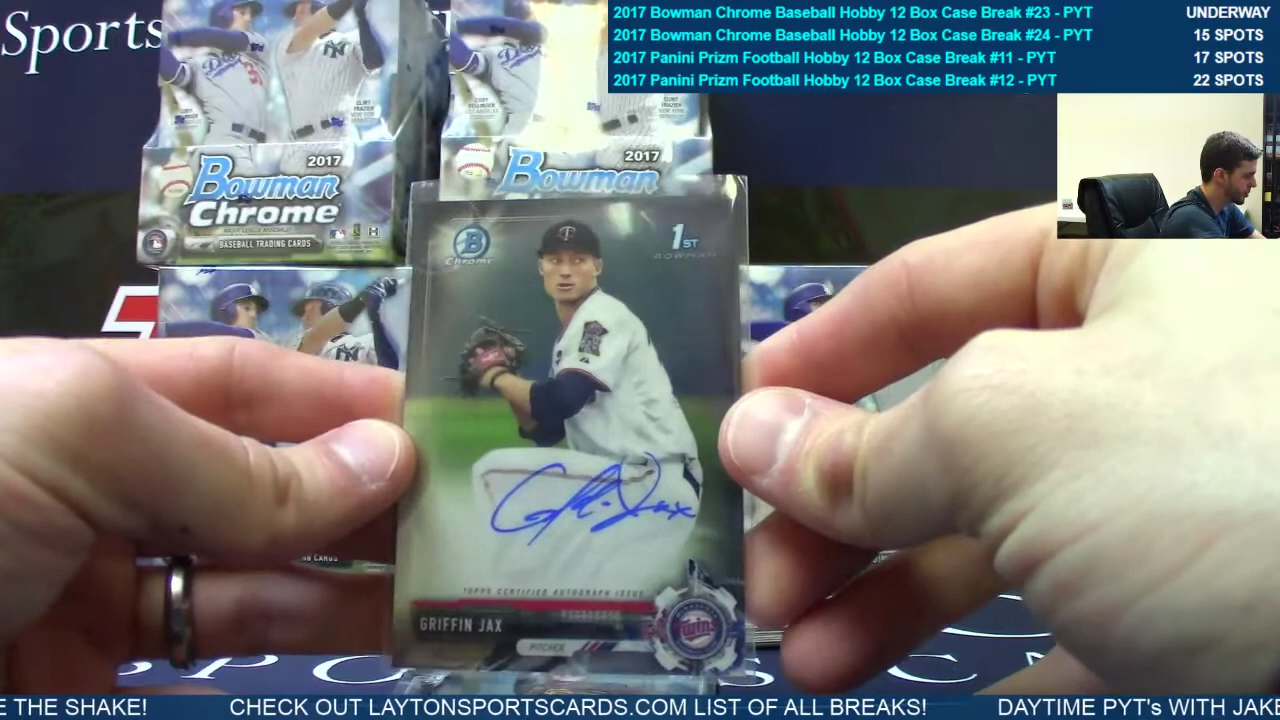 Sports
2017 Bowman Chrome Baseball Hobby 12 Box Case Break #23 - PYT UNDERWAY
2017 Bowman Chrome Baseball Hobby 12 Box Case Break #24 - PYT 15 SPOTS
2017 Panini Prizm Football Hobby 12 Box Case Break #11 - PYT 17 SPOTS
2017 Panini Prizm Football Hobby 12 Box Case Break #12 - PYT 22 SPOTS
2017
Bowman
Chrome
BASEBALL TRADING CARDS
2017
Bowman
B
Chrome
1ST
BOWMAN
TOPPS CERTIFIED AUTOGRAPH ISSUE
GRIFFIN JAX
PITCHER
Twins
E THE SHAKE! CHECK OUT LAYTONSPORTSCARDS.COM LIST OF ALL BREAKS! DAYTIME PYT's WITH JAKE